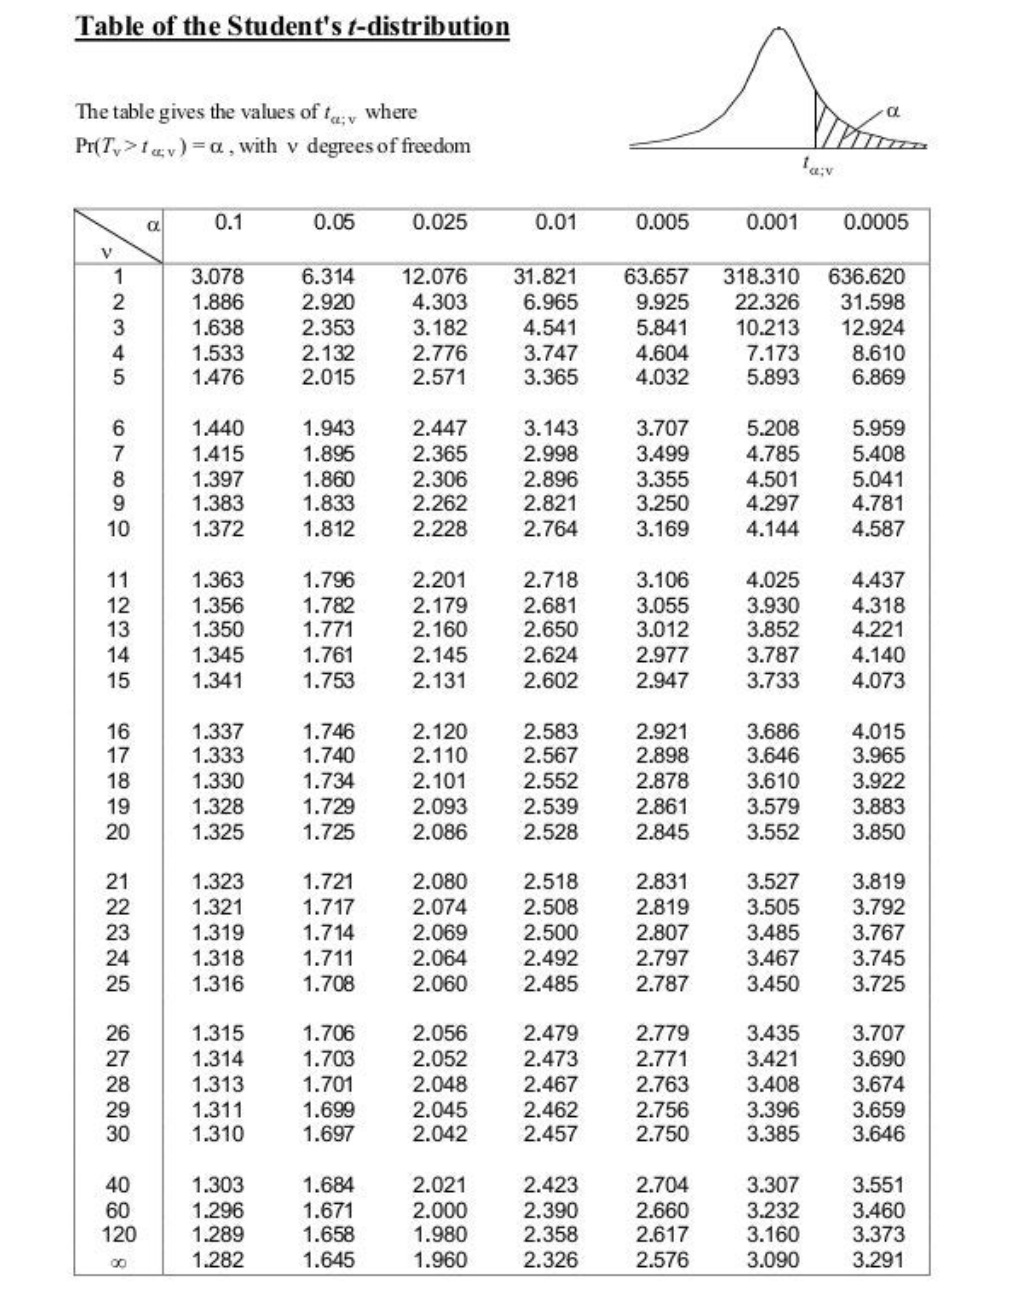 Table of the Student's t-distribution
The table gives the values of tα;ν where
Pr(Tν > tα;ν) = α , with ν degrees of freedom
α
tα;ν
α 0.1 0.05 0.025 0.01 0.005 0.001 0.0005
ν
1 3.078 6.314 12.076 31.821 63.657 318.310 636.620
2 1.886 2.920 4.303 6.965 9.925 22.326 31.598
3 1.638 2.353 3.182 4.541 5.841 10.213 12.924
4 1.533 2.132 2.776 3.747 4.604 7.173 8.610
5 1.476 2.015 2.571 3.365 4.032 5.893 6.869
6 1.440 1.943 2.447 3.143 3.707 5.208 5.959
7 1.415 1.895 2.365 2.998 3.499 4.785 5.408
8 1.397 1.860 2.306 2.896 3.355 4.501 5.041
9 1.383 1.833 2.262 2.821 3.250 4.297 4.781
10 1.372 1.812 2.228 2.764 3.169 4.144 4.587
11 1.363 1.796 2.201 2.718 3.106 4.025 4.437
12 1.356 1.782 2.179 2.681 3.055 3.930 4.318
13 1.350 1.771 2.160 2.650 3.012 3.852 4.221
14 1.345 1.761 2.145 2.624 2.977 3.787 4.140
15 1.341 1.753 2.131 2.602 2.947 3.733 4.073
16 1.337 1.746 2.120 2.583 2.921 3.686 4.015
17 1.333 1.740 2.110 2.567 2.898 3.646 3.965
18 1.330 1.734 2.101 2.552 2.878 3.610 3.922
19 1.328 1.729 2.093 2.539 2.861 3.579 3.883
20 1.325 1.725 2.086 2.528 2.845 3.552 3.850
21 1.323 1.721 2.080 2.518 2.831 3.527 3.819
22 1.321 1.717 2.074 2.508 2.819 3.505 3.792
23 1.319 1.714 2.069 2.500 2.807 3.485 3.767
24 1.318 1.711 2.064 2.492 2.797 3.467 3.745
25 1.316 1.708 2.060 2.485 2.787 3.450 3.725
26 1.315 1.706 2.056 2.479 2.779 3.435 3.707
27 1.314 1.703 2.052 2.473 2.771 3.421 3.690
28 1.313 1.701 2.048 2.467 2.763 3.408 3.674
29 1.311 1.699 2.045 2.462 2.756 3.396 3.659
30 1.310 1.697 2.042 2.457 2.750 3.385 3.646
40 1.303 1.684 2.021 2.423 2.704 3.307 3.551
60 1.296 1.671 2.000 2.390 2.660 3.232 3.460
120 1.289 1.658 1.980 2.358 2.617 3.160 3.373
∞ 1.282 1.645 1.960 2.326 2.576 3.090 3.291